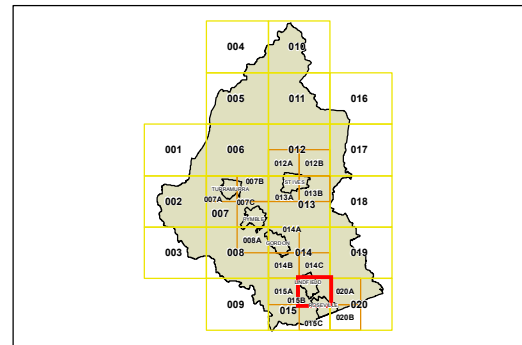 004 010
005 011 016
001 006 012 017
012A 012B
007B STIVES
TURRAMURRA
002 007A 007C 013A 013B 018
007 PYMBLE 013
014A
008A GORDON
003 008 014 019
014B 014C
LINDFIELD
015A 020A
009 015B ROSEVILLE 020
015 020B
015C